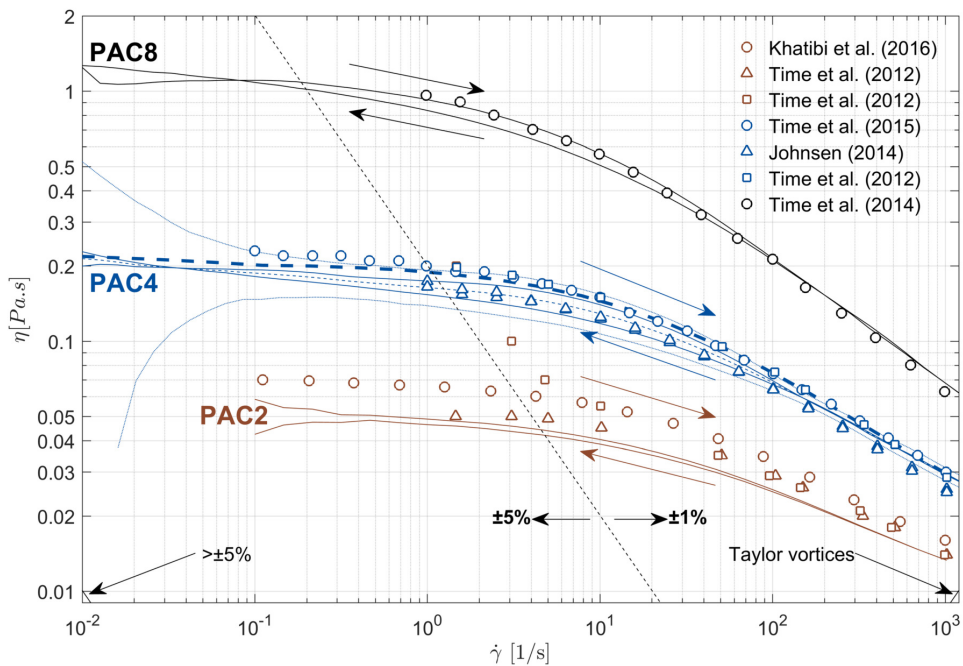 2
PAC8
Khatibi et al. (2016)
Time et al. (2012)
Time et al. (2012)
Time et al. (2015)
Johnsen (2014)
Time et al. (2012)
Time et al. (2014)
1
0.5
0.4
0.3
0.2
PAC4
η[Pa.s]
0.1
PAC2
0.05
0.04
0.03
0.02
±5%
±1%
>±5%
Taylor vortices
0.01
10⁻² 10⁻¹ 10⁰ 10¹ 10² 10³
γ̇ [1/s]